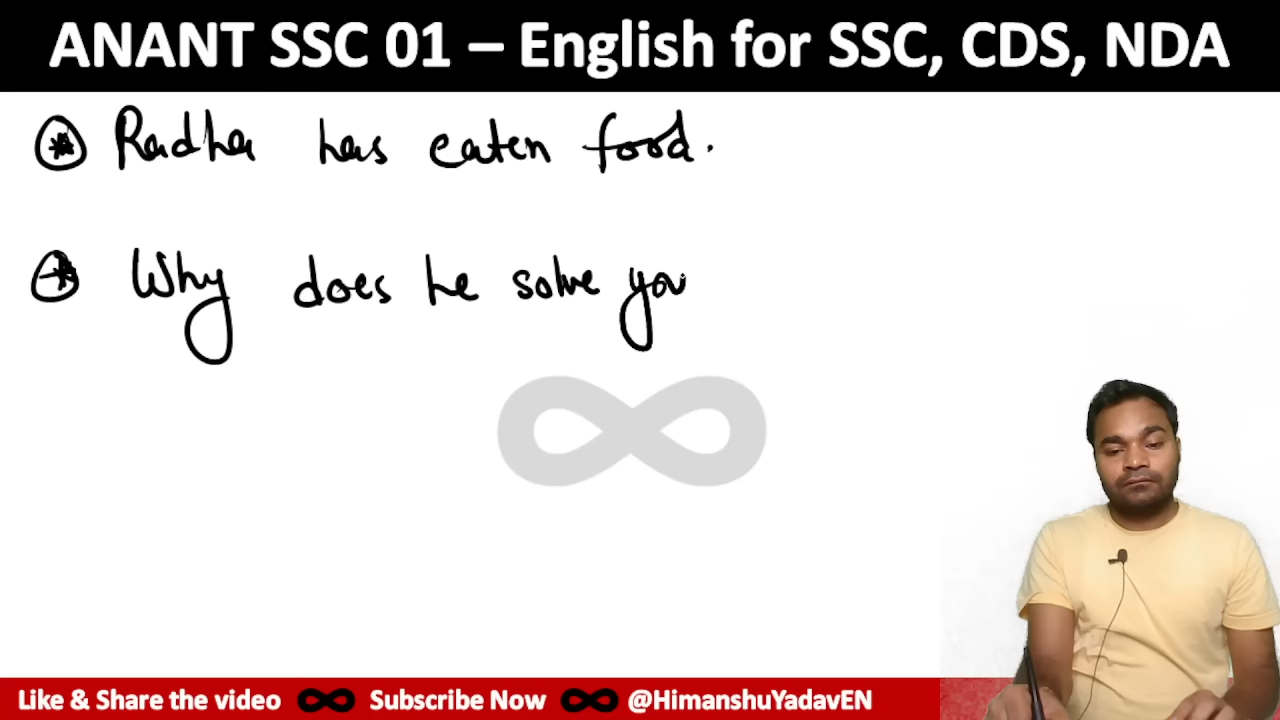 ANANT SSC 01 – English for SSC, CDS, NDA
Radha has eaten food.
Why does he solve you
Like & Share the video Subscribe Now @HimanshuYadavEN